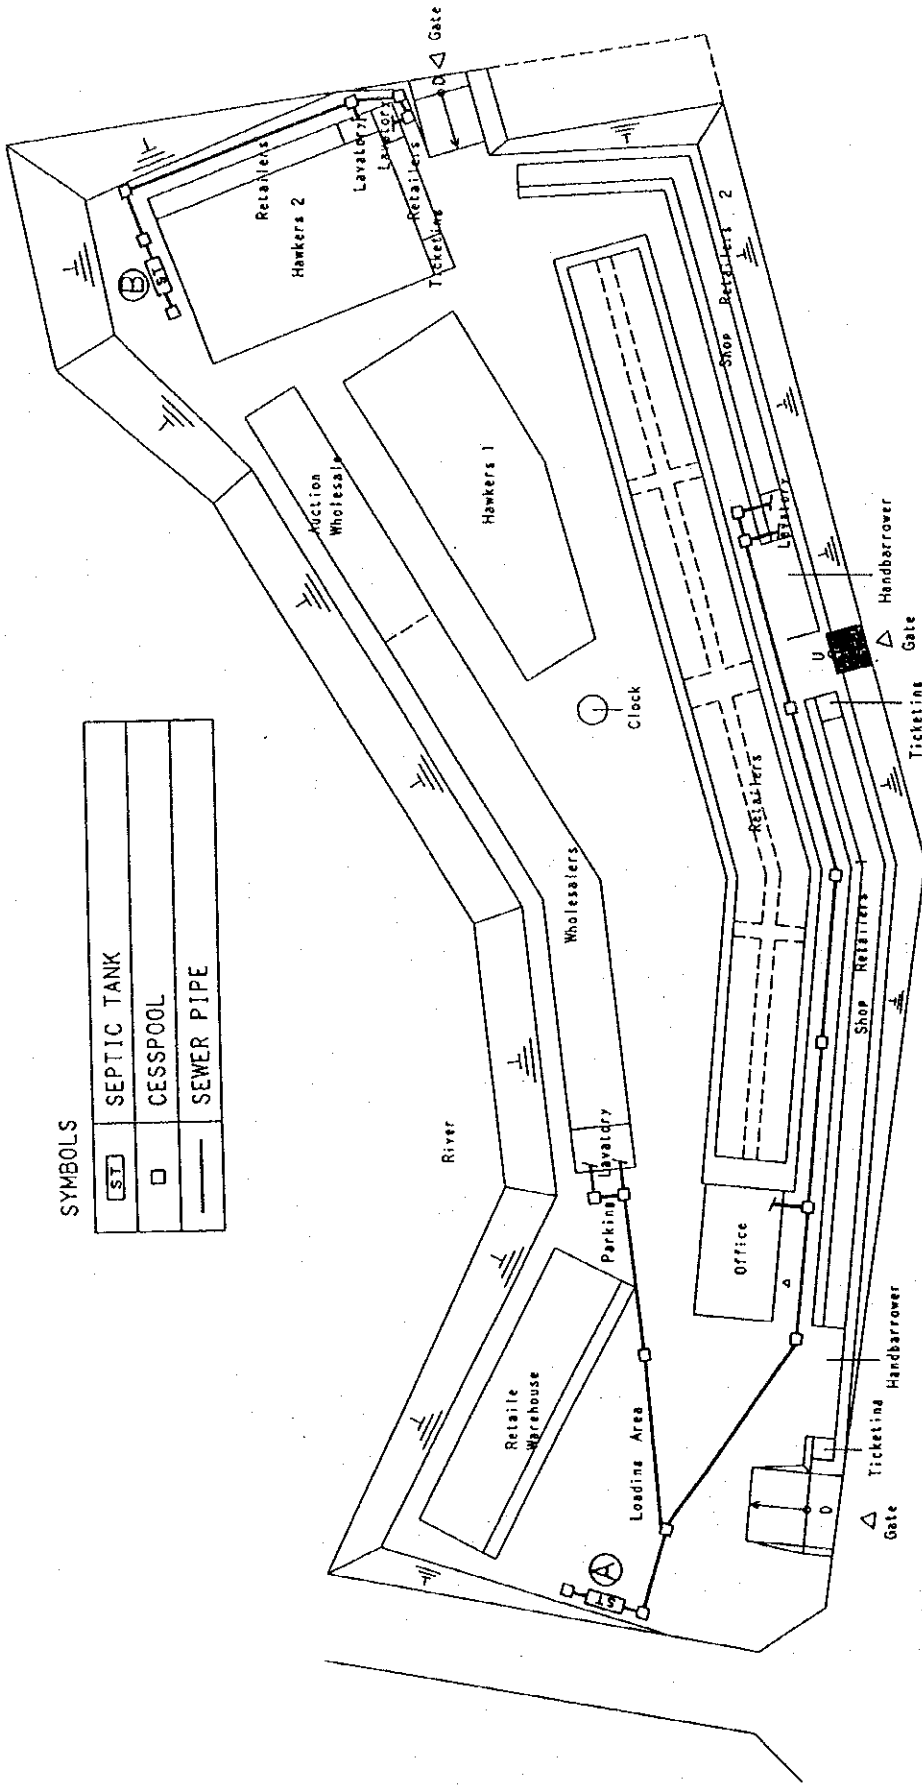 SYMBOLS
ST
SEPTIC TANK
CESSPOOL
SEWER PIPE
River
B
ST
Retailers
Hawkers 2
Lavatory
Lavatory
Retailers
Ticketing
D
Gate
Auction
Wholesale
Hawkers 1
Clock
Wholesalers
Lavatory
Parking
Retaile
Warehouse
Loading Area
A
ST
Office
Retailers
Shop Retailers 2
Lavatory
Handbarrower
U
Gate
Ticketing
Shop Retailers 1
Handbarrower
Ticketing
D
Gate